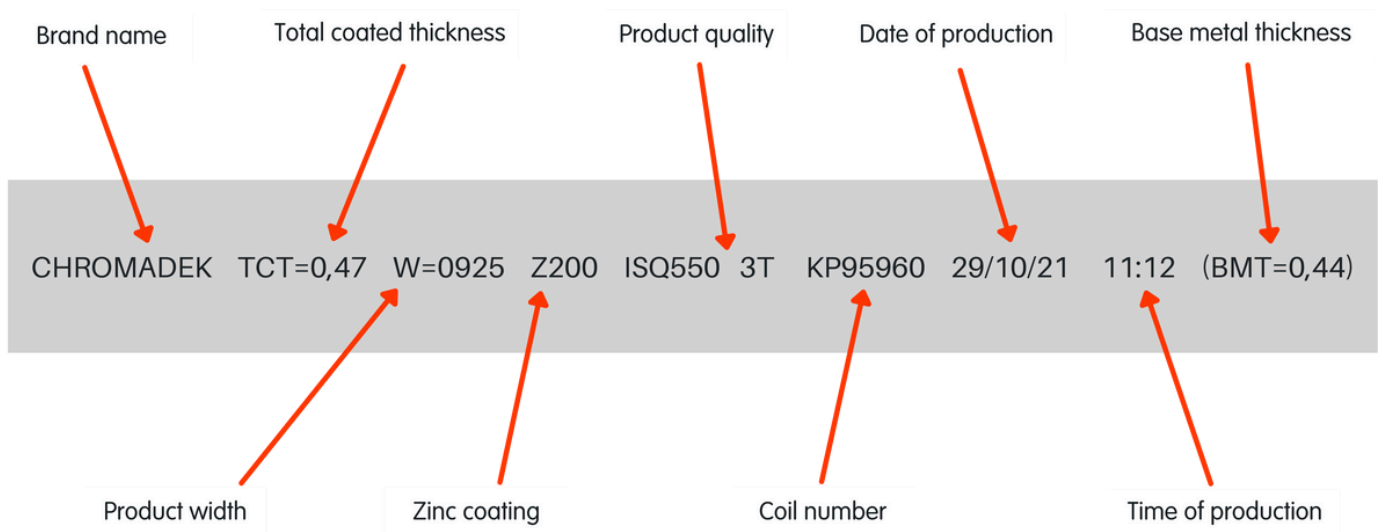 Brand name Total coated thickness Product quality Date of production Base metal thickness
CHROMADEK TCT=0,47 W=0925 Z200 ISQ550 3T KP95960 29/10/21 11:12 (BMT=0,44)
Product width Zinc coating Coil number Time of production